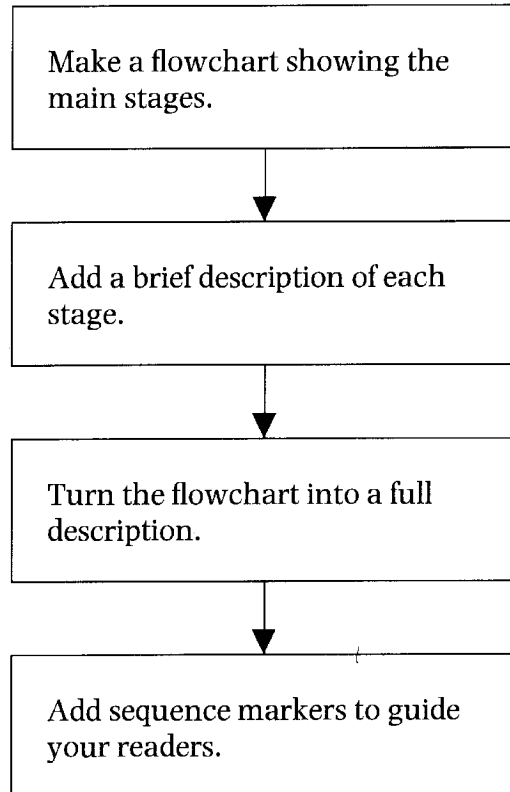 Make a flowchart showing the
main stages.
Add a brief description of each
stage.
Turn the flowchart into a full
description.
Add sequence markers to guide
your readers.